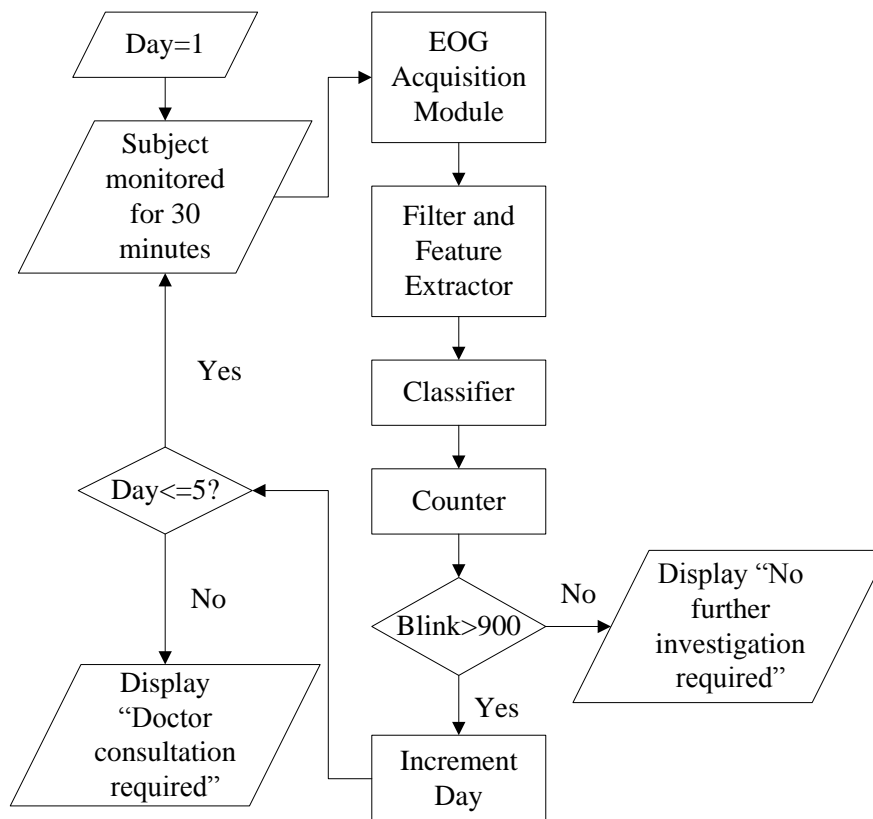 Day=1
Subject
monitored
for 30
minutes
EOG
Acquisition
Module
Filter and
Feature
Extractor
Classifier
Counter
Blink>900
No
Display “No
further
investigation
required”
Yes
Increment
Day
Day<=5?
Yes
No
Display
“Doctor
consultation
required”